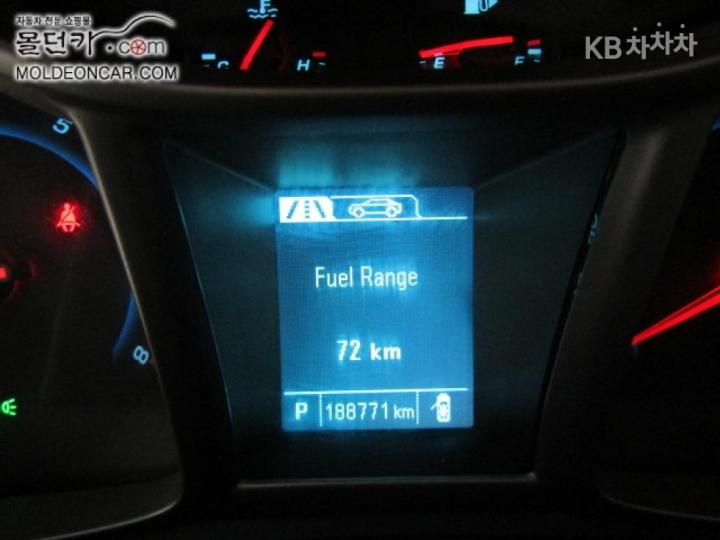 자동차 전문 쇼핑몰
몰던카.com
MOLDEONCAR.COM
KB차차차
C H
E F
5
8
Fuel Range
72 km
P 188771 km